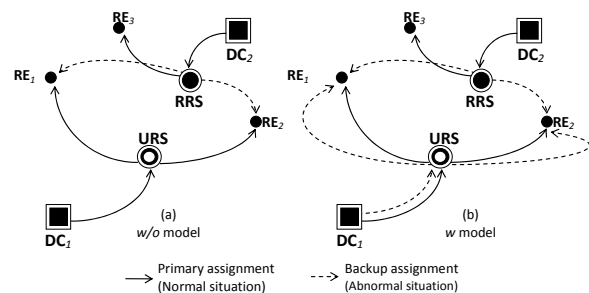 RE3
DC2
RE1
RRS
RE2
URS
DC1
(a)
w/o model
RE3
DC2
RE1
RRS
RE2
URS
DC1
(b)
w model
Primary assignment
(Normal situation)
Backup assignment
(Abnormal situation)